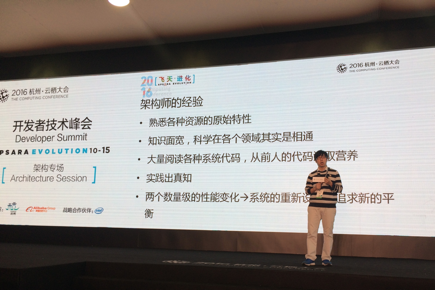 2016 杭州·云栖大会
THE COMPUTING CONFERENCE
开发者技术峰会
Developer Summit
PSARA EVOLUTION 10-15
架构专场
Architecture Session
战略合作伙伴:
intel
2016
飞天·进化
架构师的经验
• 熟悉各种资源的原始特性
• 知识面宽,科学在各个领域其实是相通
• 大量阅读各种系统代码,从前人的代码 取营养
• 实践出真知
• 两个数量级的性能变化→系统的重新 追求新的平
衡
2016 杭州·云栖大会
THE COMPUTING CONFERENCE